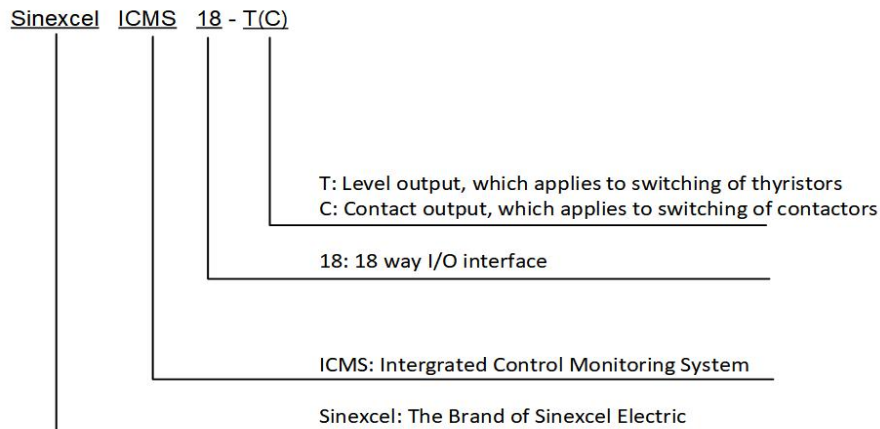 Sinexcel ICMS 18 - T(C)
T: Level output, which applies to switching of thyristors
C: Contact output, which applies to switching of contactors
18: 18 way I/O interface
ICMS: Intergrated Control Monitoring System
Sinexcel: The Brand of Sinexcel Electric